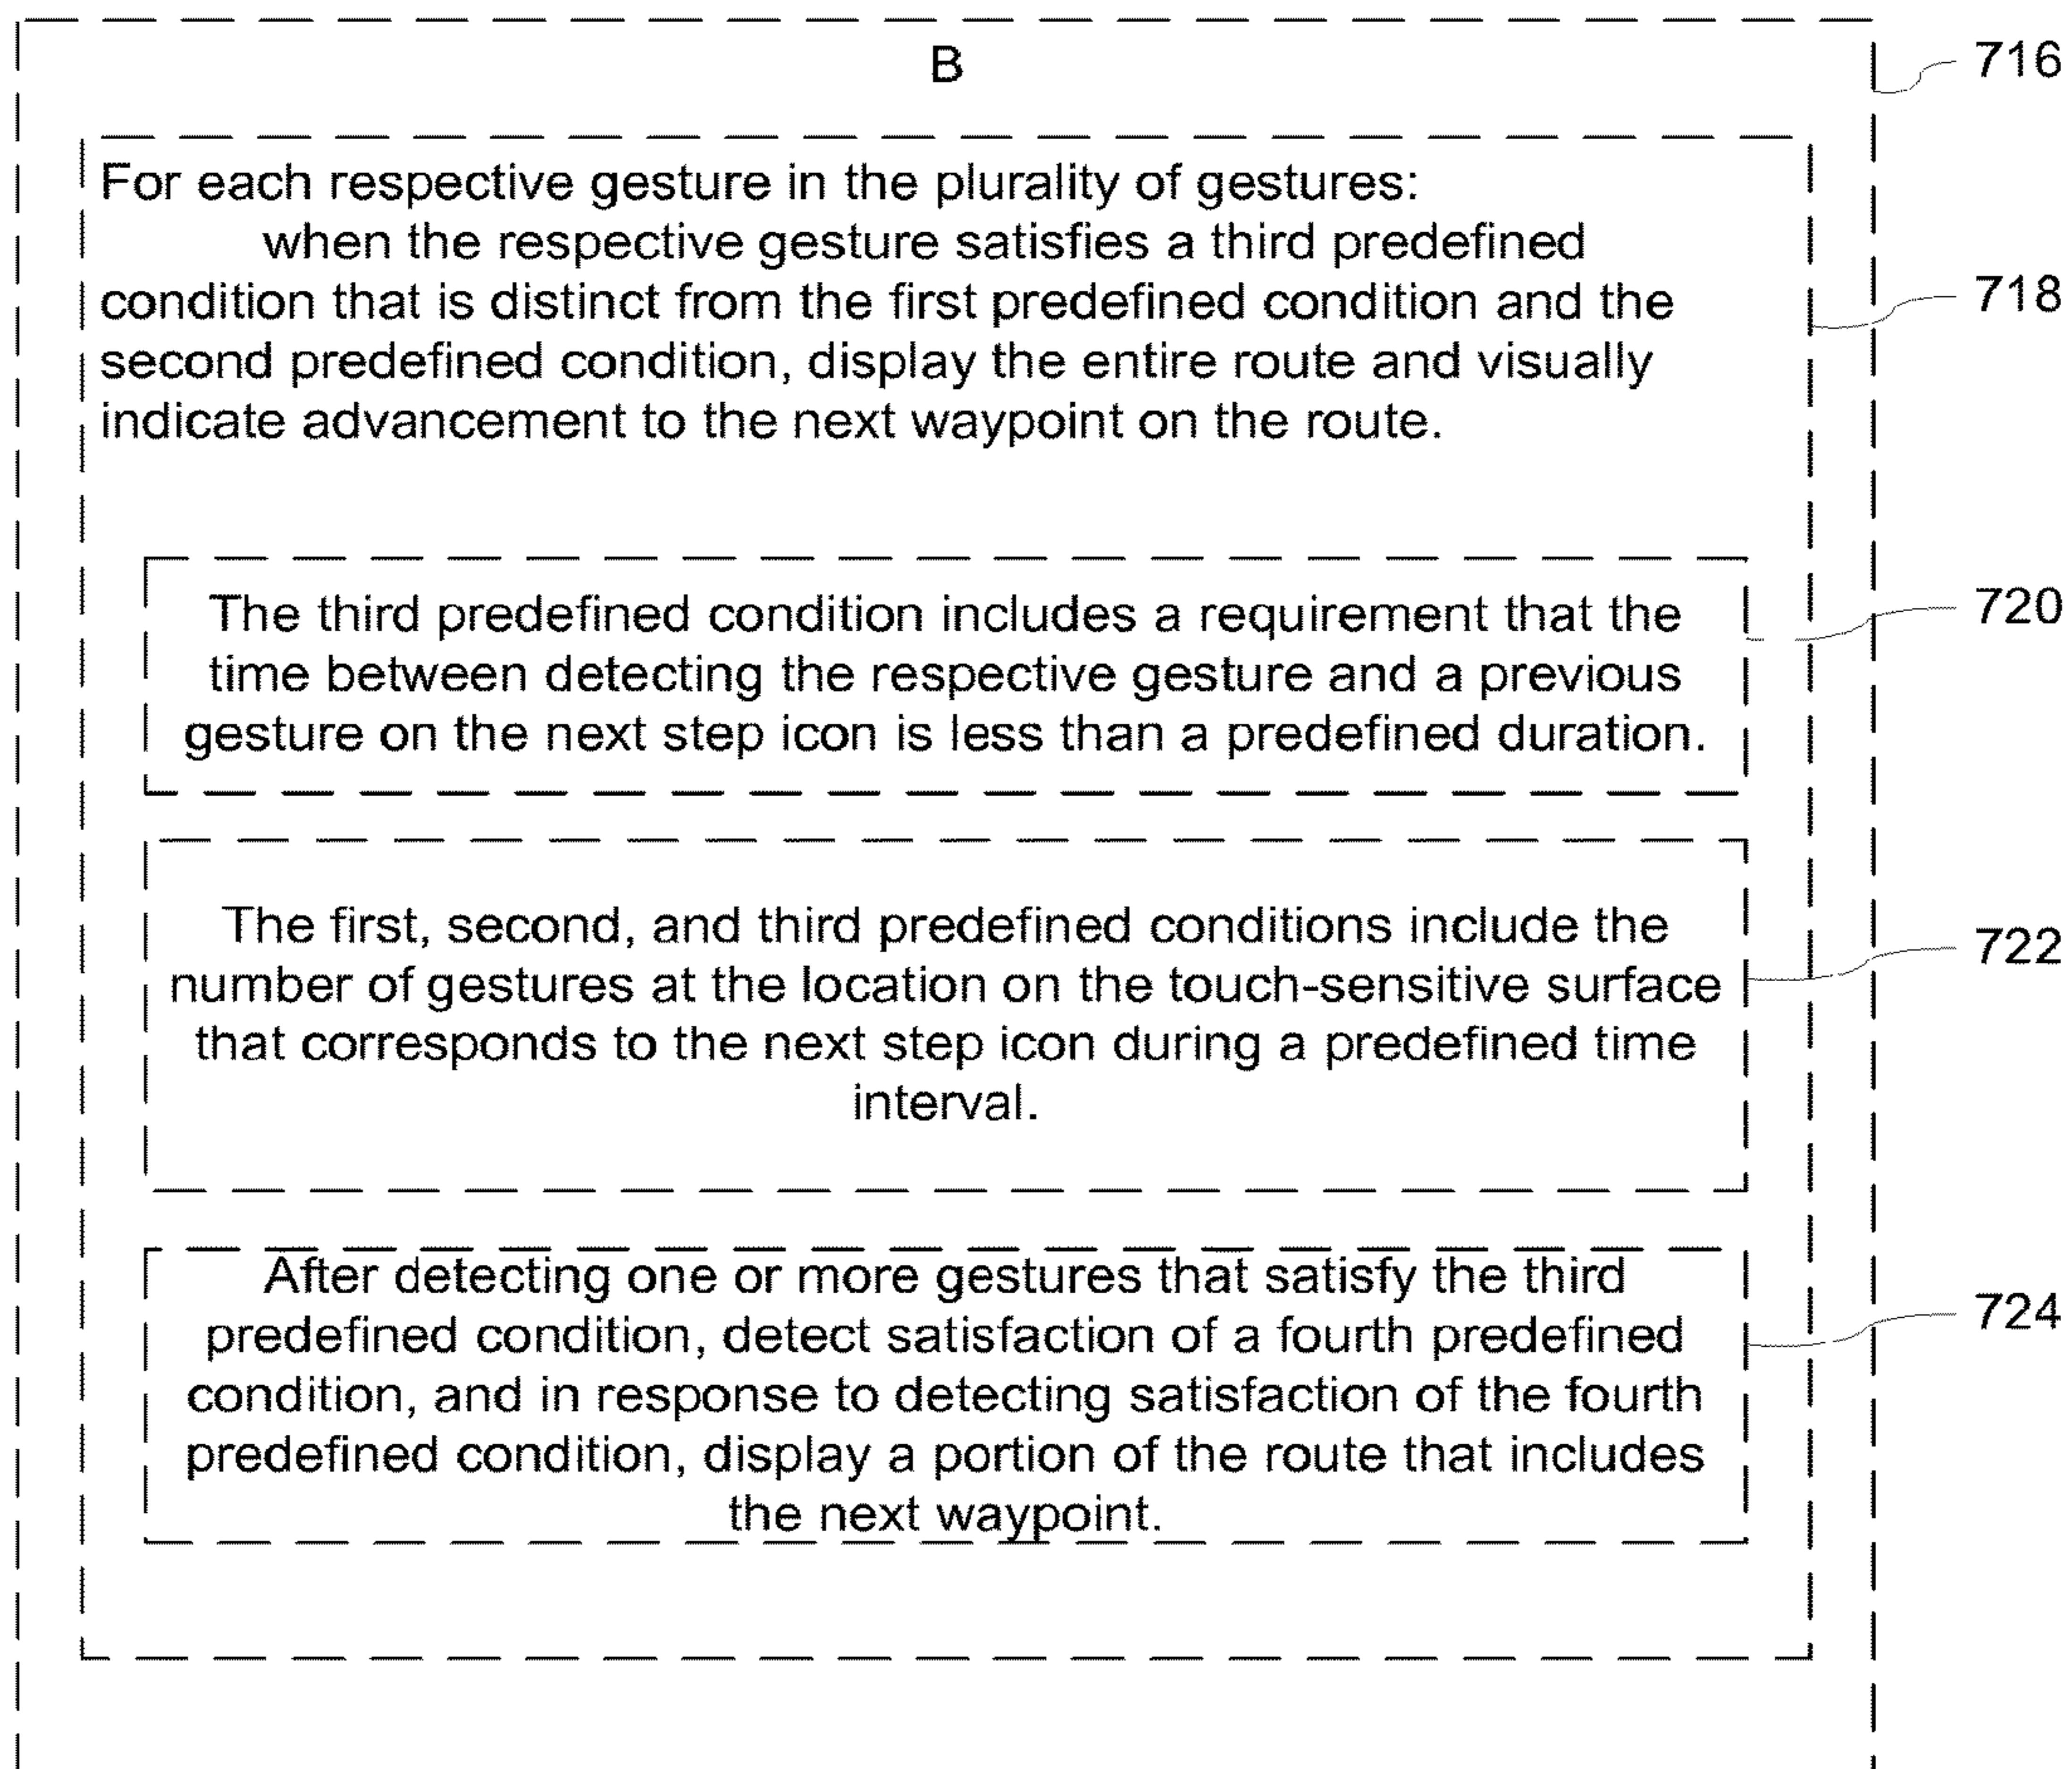 B
716
For each respective gesture in the plurality of gestures:
when the respective gesture satisfies a third predefined
condition that is distinct from the first predefined condition and the
second predefined condition, display the entire route and visually
indicate advancement to the next waypoint on the route.
718
The third predefined condition includes a requirement that the
time between detecting the respective gesture and a previous
gesture on the next step icon is less than a predefined duration.
720
The first, second, and third predefined conditions include the
number of gestures at the location on the touch-sensitive surface
that corresponds to the next step icon during a predefined time
interval.
722
After detecting one or more gestures that satisfy the third
predefined condition, detect satisfaction of a fourth predefined
condition, and in response to detecting satisfaction of the fourth
predefined condition, display a portion of the route that includes
the next waypoint.
724